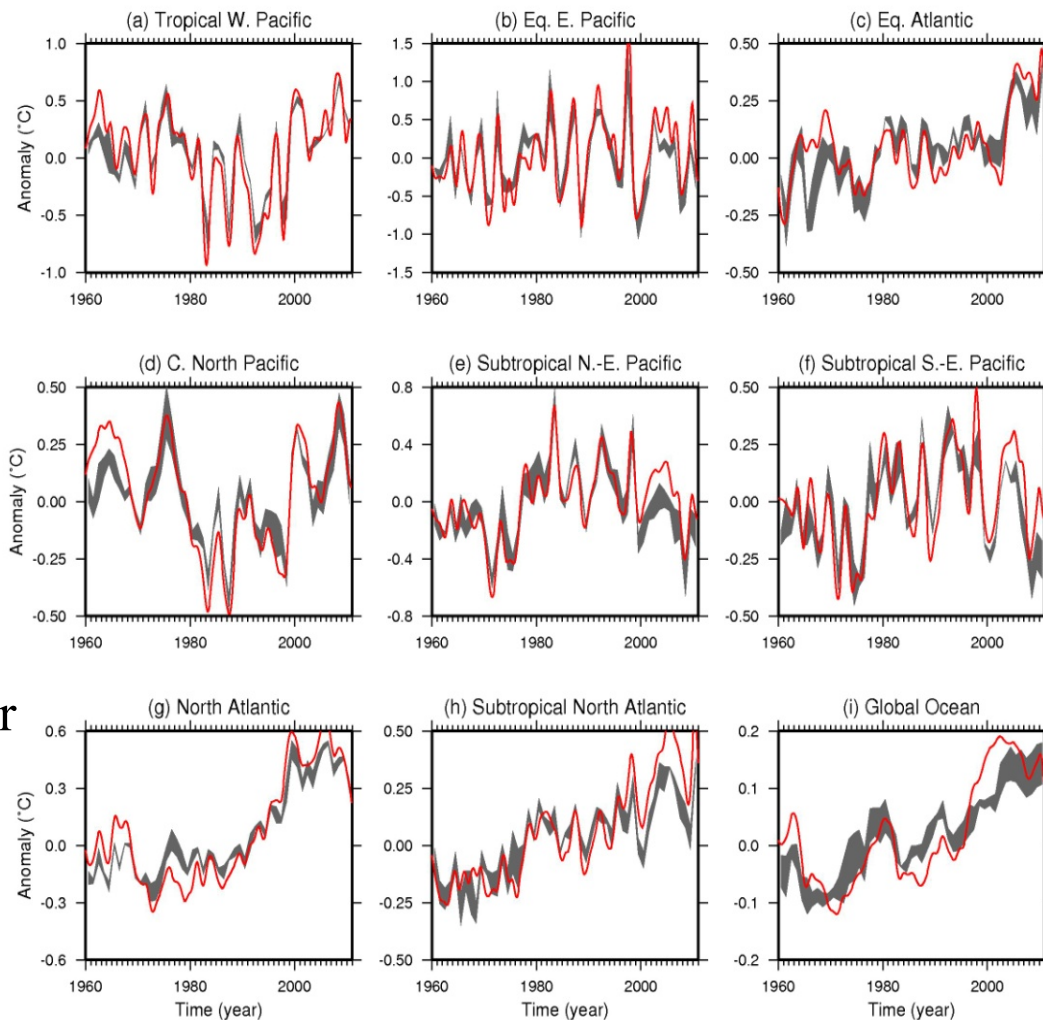 (a) Tropical W. Pacific
(b) Eq. E. Pacific
(c) Eq. Atlantic
Anomaly (°C)
1.0
0.5
0.0
-0.5
-1.0
1960 1980 2000
1.5
1.0
0.5
0.0
-0.5
-1.0
-1.5
1960 1980 2000
0.50
0.25
0.00
-0.25
-0.50
1960 1980 2000
(d) C. North Pacific
(e) Subtropical N.-E. Pacific
(f) Subtropical S.-E. Pacific
Anomaly (°C)
0.50
0.25
0.00
-0.25
-0.50
1960 1980 2000
0.8
0.4
0.0
-0.4
-0.8
1960 1980 2000
0.50
0.25
0.00
-0.25
-0.50
1960 1980 2000
r
(g) North Atlantic
(h) Subtropical North Atlantic
(i) Global Ocean
Anomaly (°C)
0.6
0.3
0.0
-0.3
-0.6
1960 1980 2000
Time (year)
0.50
0.25
0.00
-0.25
-0.50
1960 1980 2000
Time (year)
0.2
0.1
0.0
-0.1
-0.2
1960 1980 2000
Time (year)